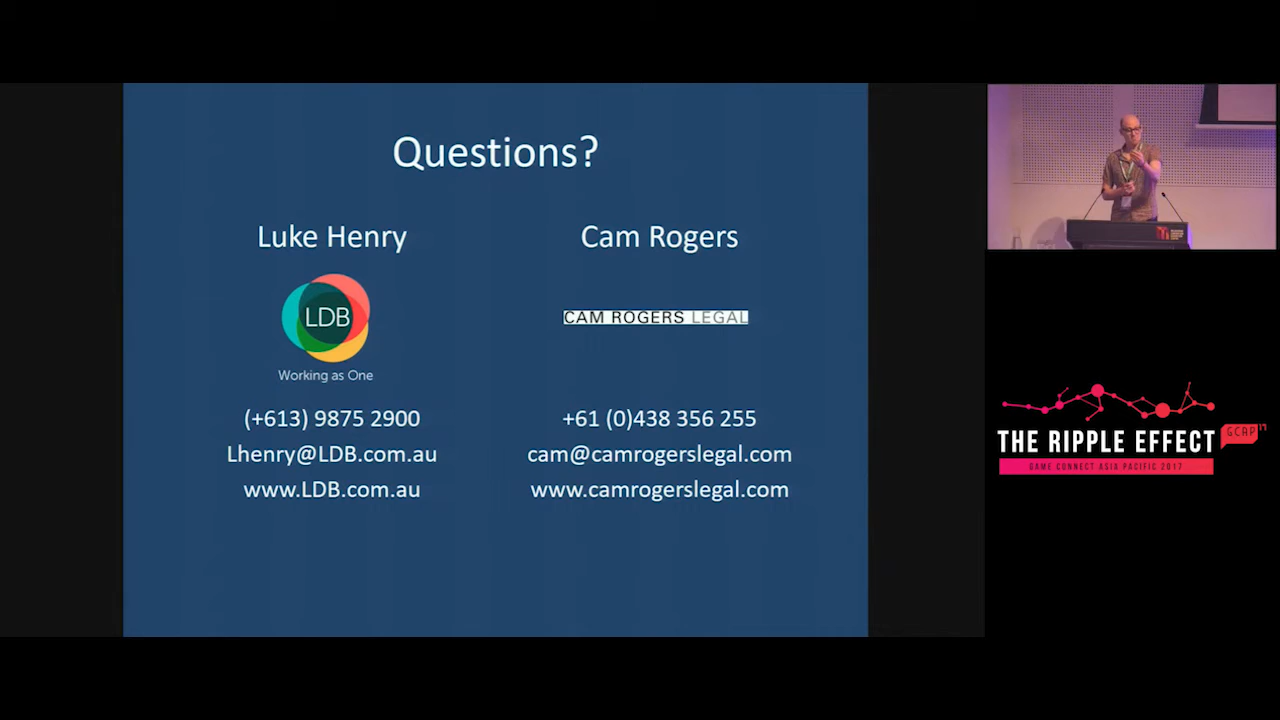 Questions?
Luke Henry
LDB
Working as One
(+613) 9875 2900
Lhenry@LDB.com.au
www.LDB.com.au
Cam Rogers
CAM ROGERS LEGAL
+61 (0)438 356 255
cam@camrogerslegal.com
www.camrogerslegal.com
THE RIPPLE EFFECT
GCAP17
GAME CONNECT ASIA PACIFIC 2017